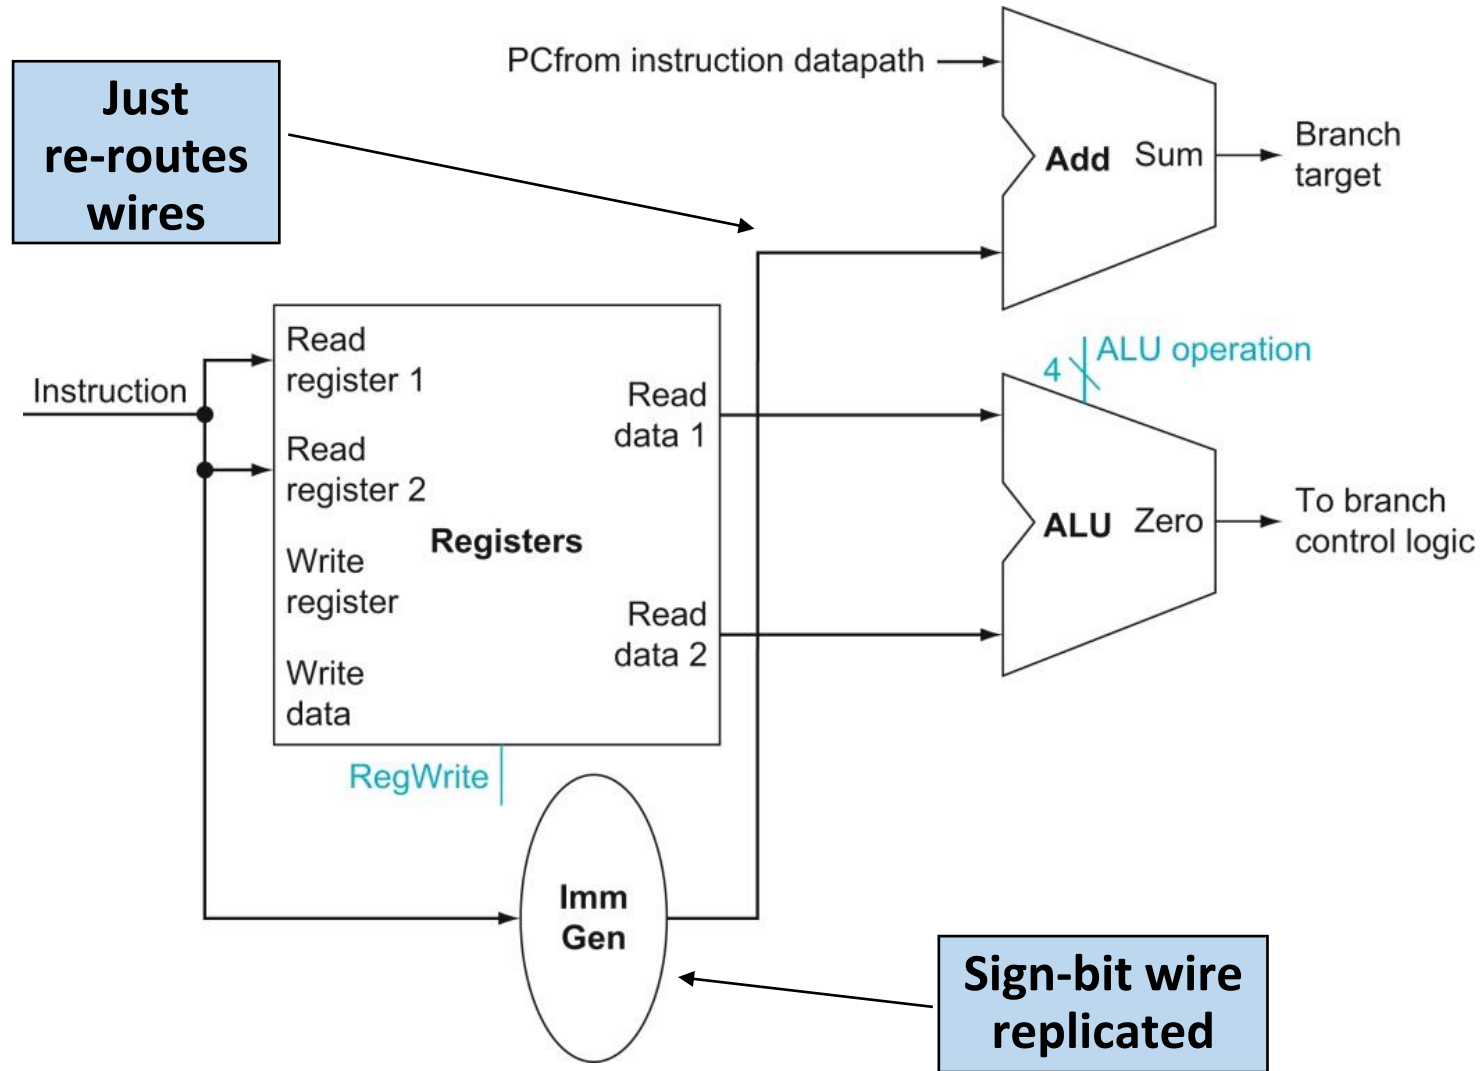 PCfrom instruction datapath
Just
re-routes
wires
Add
Sum
Branch
target
Instruction
Read
register 1
Read
register 2
Write
register
Write
data
Registers
Read
data 1
Read
data 2
RegWrite
4
ALU operation
ALU
Zero
To branch
control logic
Imm
Gen
Sign-bit wire
replicated